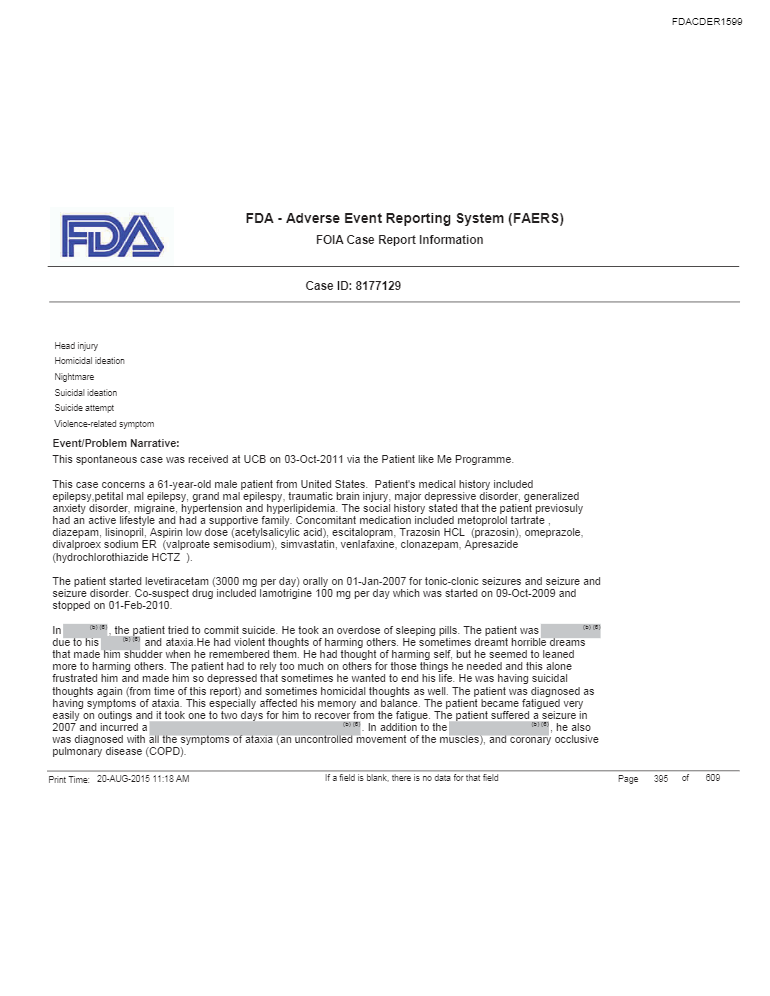 FDACDER1599
FDA
FDA - Adverse Event Reporting System (FAERS)
FOIA Case Report Information
Case ID: 8177129
Head injury
Homicidal ideation
Nightmare
Suicidal ideation
Suicide attempt
Violence-related symptom
Event/Problem Narrative:
This spontaneous case was received at UCB on 03-Oct-2011 via the Patient like Me Programme.
This case concerns a 61-year-old male patient from United States. Patient's medical history included
epilepsy,petital mal epilepsy, grand mal epilespy, traumatic brain injury, major depressive disorder, generalized
anxiety disorder, migraine, hypertension and hyperlipidemia. The social history stated that the patient previosuly
had an active lifestyle and had a supportive family. Concomitant medication included metoprolol tartrate ,
diazepam, lisinopril, Aspirin low dose (acetylsalicylic acid), escitalopram, Trazosin HCL (prazosin), omeprazole,
divalproex sodium ER (valproate semisodium), simvastatin, venlafaxine, clonazepam, Apresazide
(hydrochlorothiazide HCTZ ).
The patient started levetiracetam (3000 mg per day) orally on 01-Jan-2007 for tonic-clonic seizures and seizure and
seizure disorder. Co-suspect drug included lamotrigine 100 mg per day which was started on 09-Oct-2009 and
stopped on 01-Feb-2010.
In (b) (6), the patient tried to commit suicide. He took an overdose of sleeping pills. The patient was (b) (6)
due to his (b) (6) and ataxia.He had violent thoughts of harming others. He sometimes dreamt horrible dreams
that made him shudder when he remembered them. He had thought of harming self, but he seemed to leaned
more to harming others. The patient had to rely too much on others for those things he needed and this alone
frustrated him and made him so depressed that sometimes he wanted to end his life. He was having suicidal
thoughts again (from time of this report) and sometimes homicidal thoughts as well. The patient was diagnosed as
having symptoms of ataxia. This especially affected his memory and balance. The patient became fatigued very
easily on outings and it took one to two days for him to recover from the fatigue. The patient suffered a seizure in
2007 and incurred a (b) (6). In addition to the (b) (6), he also
was diagnosed with all the symptoms of ataxia (an uncontrolled movement of the muscles), and coronary occlusive
pulmonary disease (COPD).
Print Time: 20-AUG-2015 11:18 AM If a field is blank, there is no data for that field Page 395 of 609